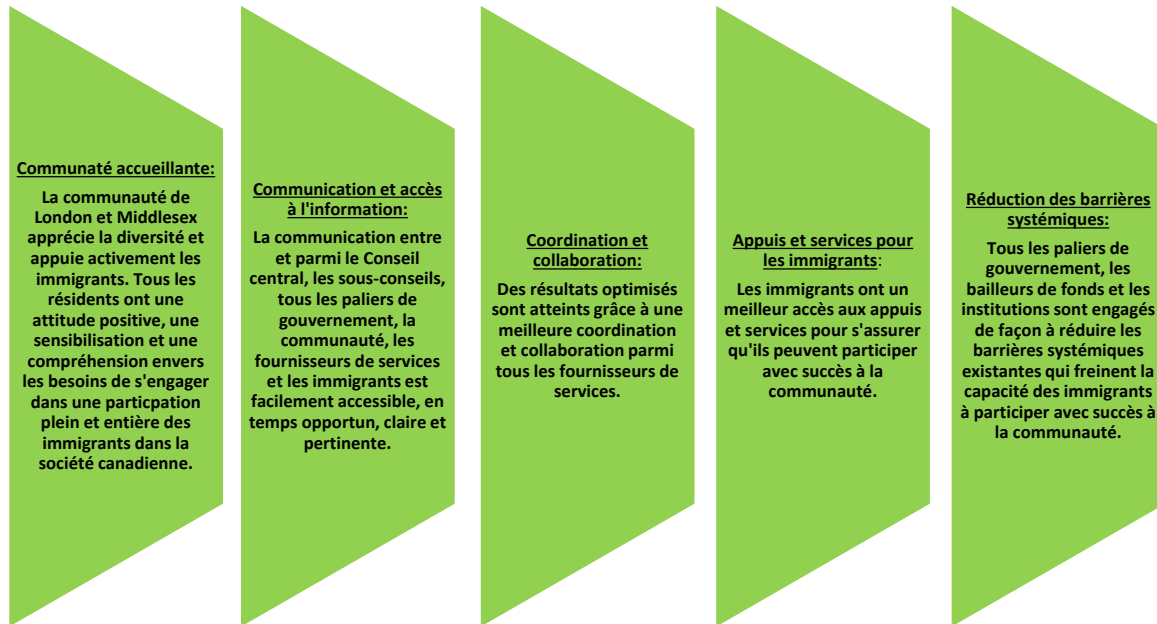 Communaté accueillante:
La communauté de
London et Middlesex
apprécie la diversité et
appuie activement les
immigrants. Tous les
résidents ont une
attitude positive, une
sensibilisation et une
compréhension envers
les besoins de s'engager
dans une particpation
plein et entière des
immigrants dans la
société canadienne.
Communication et accès
à l'information:
La communication entre
et parmi le Conseil
central, les sous-conseils,
tous les paliers de
gouvernement, la
communauté, les
fournisseurs de services
et les immigrants est
facilement accessible, en
temps opportun, claire et
pertinente.
Coordination et
collaboration:
Des résultats optimisés
sont atteints grâce à une
meilleure coordination
et collaboration parmi
tous les fournisseurs de
services.
Appuis et services pour
les immigrants:
Les immigrants ont un
meilleur accès aux appuis
et services pour s'assurer
qu'ils peuvent participer
avec succès à la
communauté.
Réduction des barrières
systémiques:
Tous les paliers de
gouvernement, les
bailleurs de fonds et les
institutions sont engagés
de façon à réduire les
barrières systémiques
existantes qui freinent la
capacité des immigrants
à participer avec succès à
la communauté.